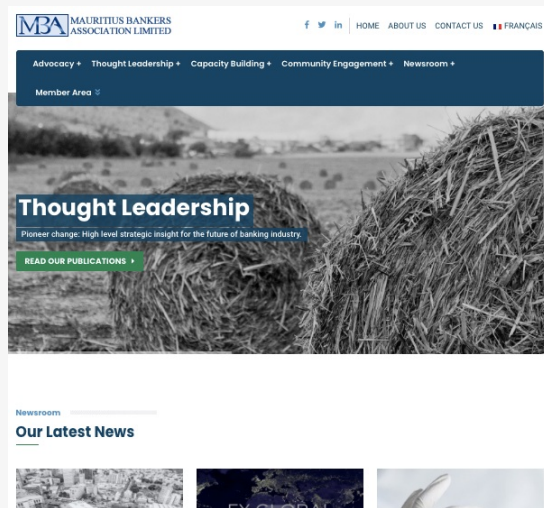 MBA MAURITIUS BANKERS
ASSOCIATION LIMITED
HOME ABOUT US CONTACT US FRANÇAIS
Advocacy + Thought Leadership + Capacity Building + Community Engagement + Newsroom +
Member Area
Thought Leadership
Pioneer change: High level strategic insight for the future of banking industry.
READ OUR PUBLICATIONS
Newsroom
Our Latest News
FX GLOBAL